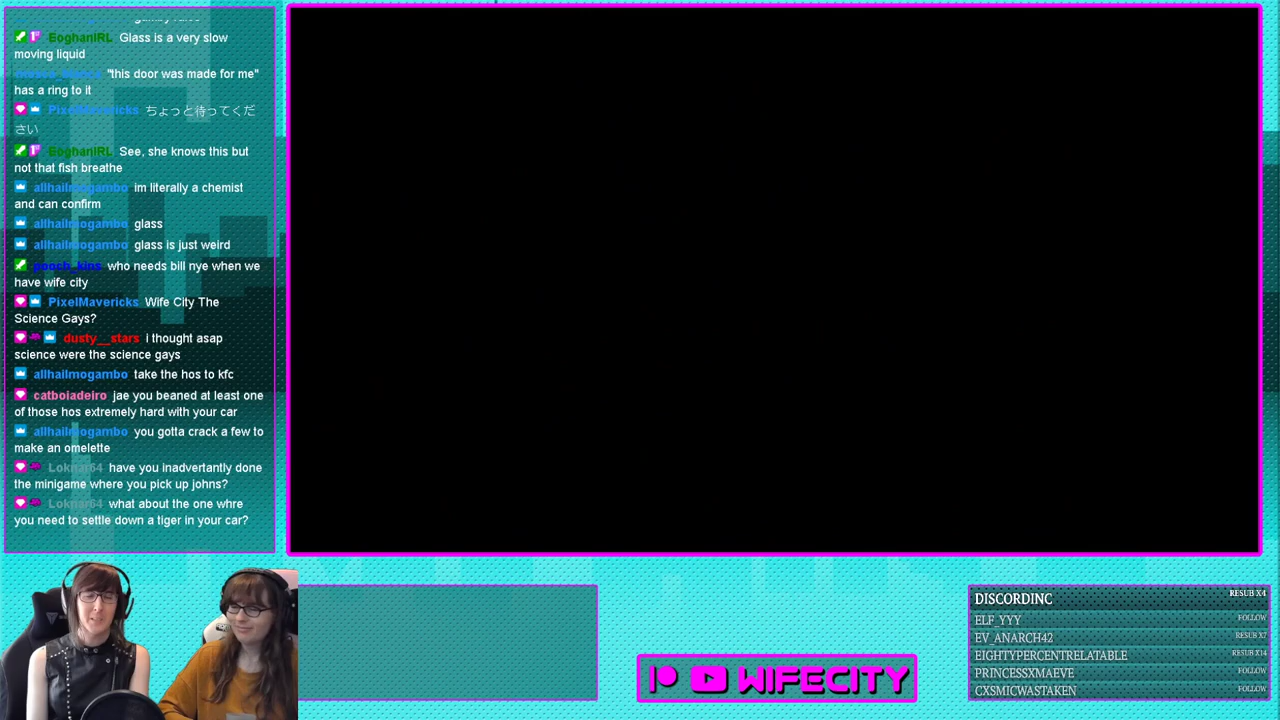 EoghanIRL Glass is a very slow
moving liquid
"this door was made for me"
has a ring to it
PixelMavericks ちょっと待ってくだ
さい
EoghanIRL See, she knows this but
not that fish breathe
allhailmogambo im literally a chemist
and can confirm
allhailmogambo glass
allhailmogambo glass is just weird
pooch_kins who needs bill nye when we
have wife city
PixelMavericks Wife City The
Science Gays?
dusty__stars i thought asap
science were the science gays
allhailmogambo take the hos to kfc
catboiadeiro jae you beaned at least one
of those hos extremely hard with your car
allhailmogambo you gotta crack a few to
make an omelette
Loknar64 have you inadvertantly done
the minigame where you pick up johns?
Loknar64 what about the one whre
you need to settle down a tiger in your car?
WIFECITY
DISCORDINC RESUB X4
ELF_YYY FOLLOW
EV_ANARCH42 RESUB X7
EIGHTYPERCENTRELATABLE RESUB X14
PRINCESSXMAEVE FOLLOW
CXSMICWASTAKEN FOLLOW